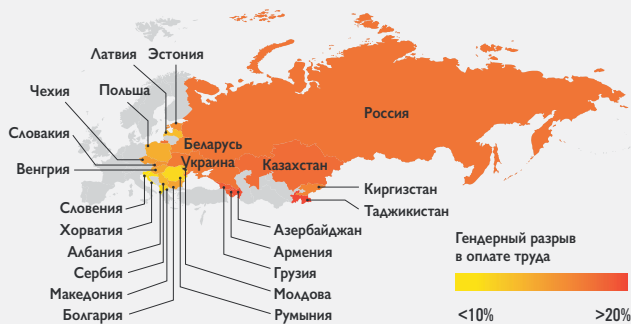 Латвия Эстония
Чехия
Польша
Россия
Словакия
Беларусь
Украина
Венгрия
Казахстан
Киргизстан
Словения
Таджикистан
Хорватия
Азербайджан
Албания
Армения
Сербия
Грузия
Македония
Молдова
Болгария
Румыния
Гендерный разрыв
в оплате труда
<10% >20%